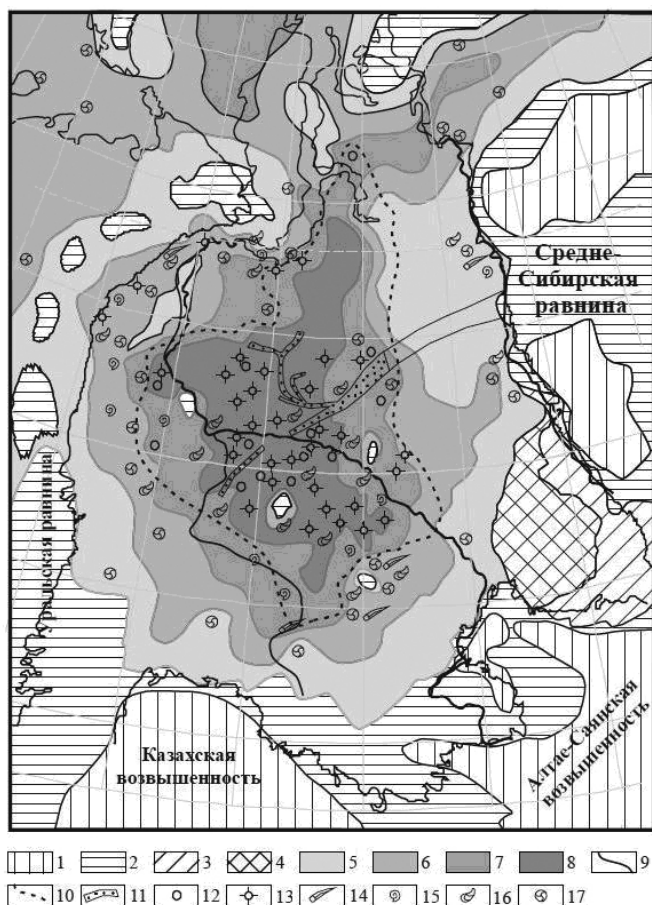 Средне-
Сибирская
равнина
Уральская равнина
Казахская
возвышенность
Алтае-Саянская
возвышенность
1 2 3 4 5 6 7 8 9
10 11 12 13 14 15 16 17